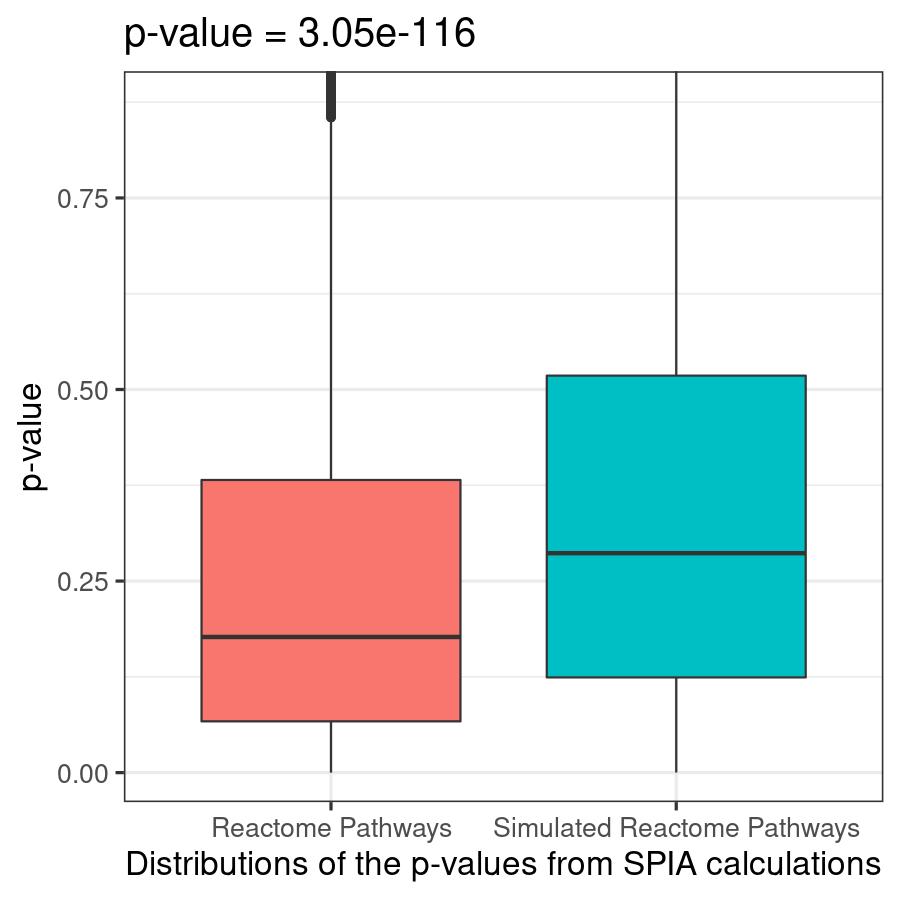 p-value = 3.05e-116
p-value
0.75
0.50
0.25
0.00
Reactome Pathways
Simulated Reactome Pathways
Distributions of the p-values from SPIA calculations